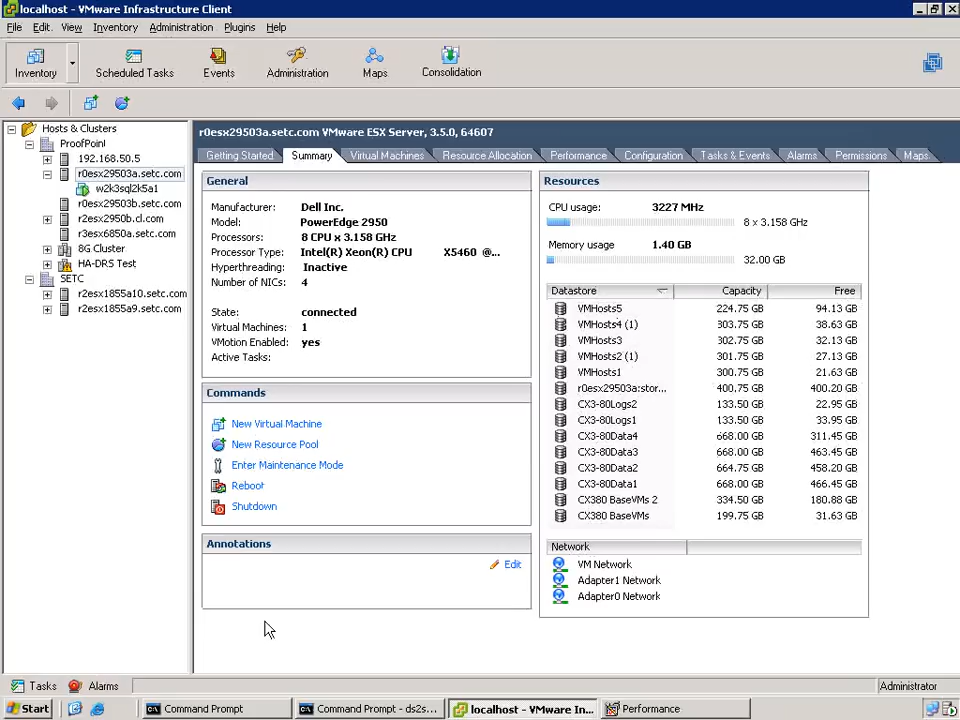 localhost - VMware Infrastructure Client
File Edit View Inventory Administration Plugins Help
Inventory Scheduled Tasks Events Administration Maps Consolidation
Hosts & Clusters
ProofPoint
192.168.50.5
r0esx29503a.setc.com
w2k3sql2k5a1
r0esx29503b.setc.com
r2esx2950b.cl.com
r3esx6850a.setc.com
8G Cluster
HA-DRS Test
SETC
r2esx1855a10.setc.com
r2esx1855a9.setc.com
r0esx29503a.setc.com VMware ESX Server, 3.5.0, 64607
Getting Started Summary Virtual Machines Resource Allocation Performance Configuration Tasks & Events Alarms Permissions Maps
General
Manufacturer: Dell Inc.
Model: PowerEdge 2950
Processors: 8 CPU x 3.158 GHz
Processor Type: Intel(R) Xeon(R) CPU X5460 @...
Hyperthreading: Inactive
Number of NICs: 4
State: connected
Virtual Machines: 1
VMotion Enabled: yes
Active Tasks:
Commands
New Virtual Machine
New Resource Pool
Enter Maintenance Mode
Reboot
Shutdown
Annotations
Edit
Resources
CPU usage: 3227 MHz
8 x 3.158 GHz
Memory usage 1.40 GB
32.00 GB
Datastore Capacity Free
VMHosts5 224.75 GB 94.13 GB
VMHosts4 (1) 303.75 GB 38.63 GB
VMHosts3 302.75 GB 32.13 GB
VMHosts2 (1) 301.75 GB 27.13 GB
VMHosts1 300.75 GB 21.63 GB
r0esx29503a:stor... 400.75 GB 400.20 GB
CX3-80Logs2 133.50 GB 22.95 GB
CX3-80Logs1 133.50 GB 33.95 GB
CX3-80Data4 668.00 GB 311.45 GB
CX3-80Data3 668.00 GB 463.45 GB
CX3-80Data2 664.75 GB 458.20 GB
CX3-80Data1 668.00 GB 466.45 GB
CX380 BaseVMs 2 334.50 GB 180.88 GB
CX380 BaseVMs 199.75 GB 31.63 GB
Network
VM Network
Adapter1 Network
Adapter0 Network
Tasks Alarms Administrator
Start Command Prompt Command Prompt - ds2s... localhost - VMware In... Performance